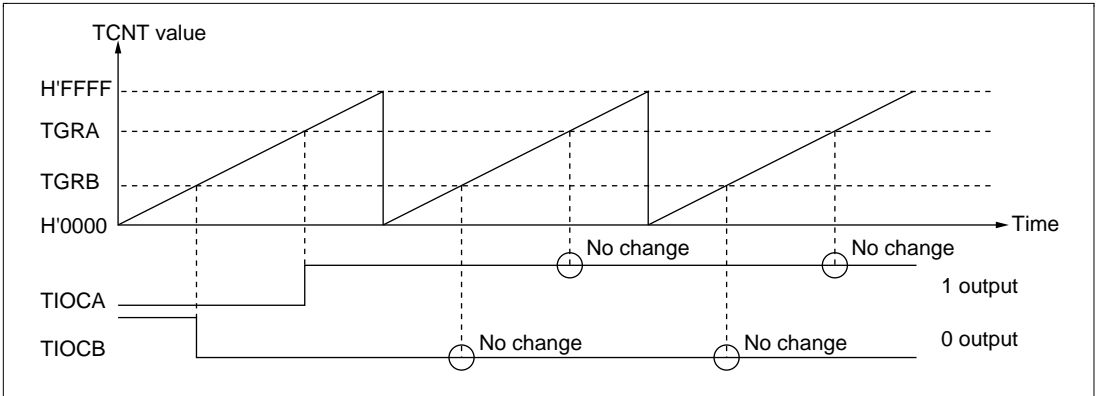 TCNT value
H'FFFF
TGRA
TGRB
H'0000
Time
No change No change
TIOCA
1 output
No change No change
TIOCB
0 output